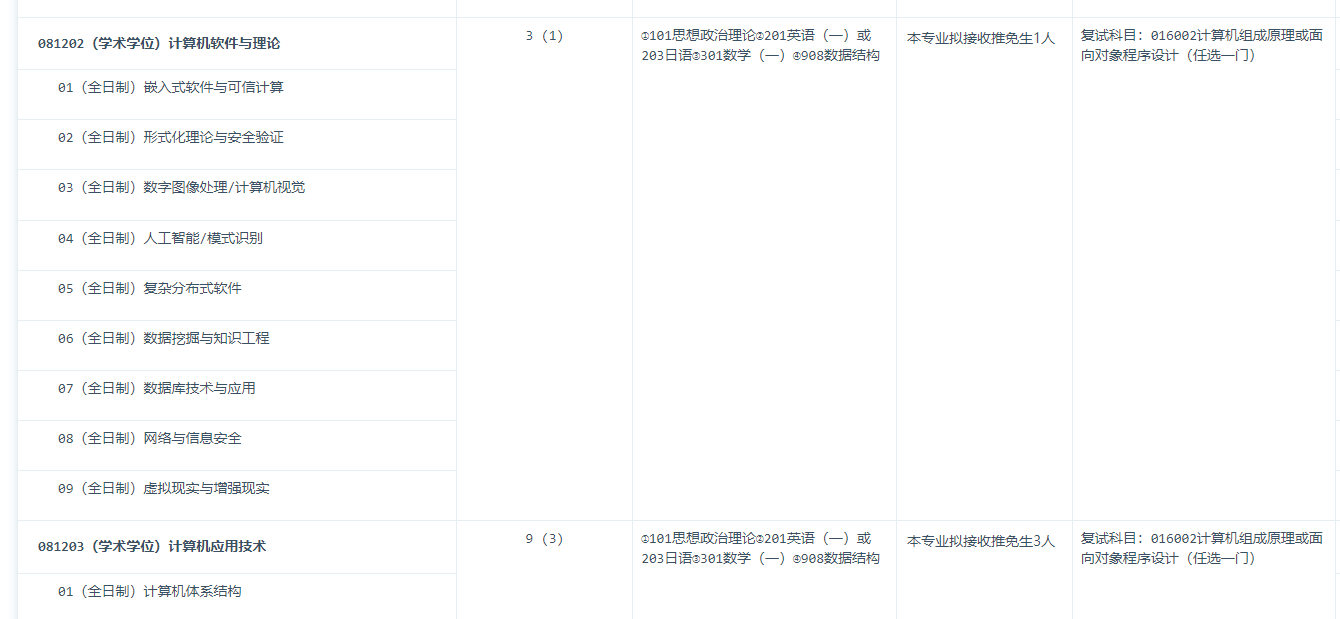 081202（学术学位）计算机软件与理论
3（1）
①101思想政治理论②201英语（一）或
203日语③301数学（一）④908数据结构
本专业拟接收推免生1人
复试科目：016002计算机组成原理或面
向对象程序设计（任选一门）
01（全日制）嵌入式软件与可信计算
02（全日制）形式化理论与安全验证
03（全日制）数字图像处理/计算机视觉
04（全日制）人工智能/模式识别
05（全日制）复杂分布式软件
06（全日制）数据挖掘与知识工程
07（全日制）数据库技术与应用
08（全日制）网络与信息安全
09（全日制）虚拟现实与增强现实
081203（学术学位）计算机应用技术
9（3）
①101思想政治理论②201英语（一）或
203日语③301数学（一）④908数据结构
本专业拟接收推免生3人
复试科目：016002计算机组成原理或面
向对象程序设计（任选一门）
01（全日制）计算机体系结构